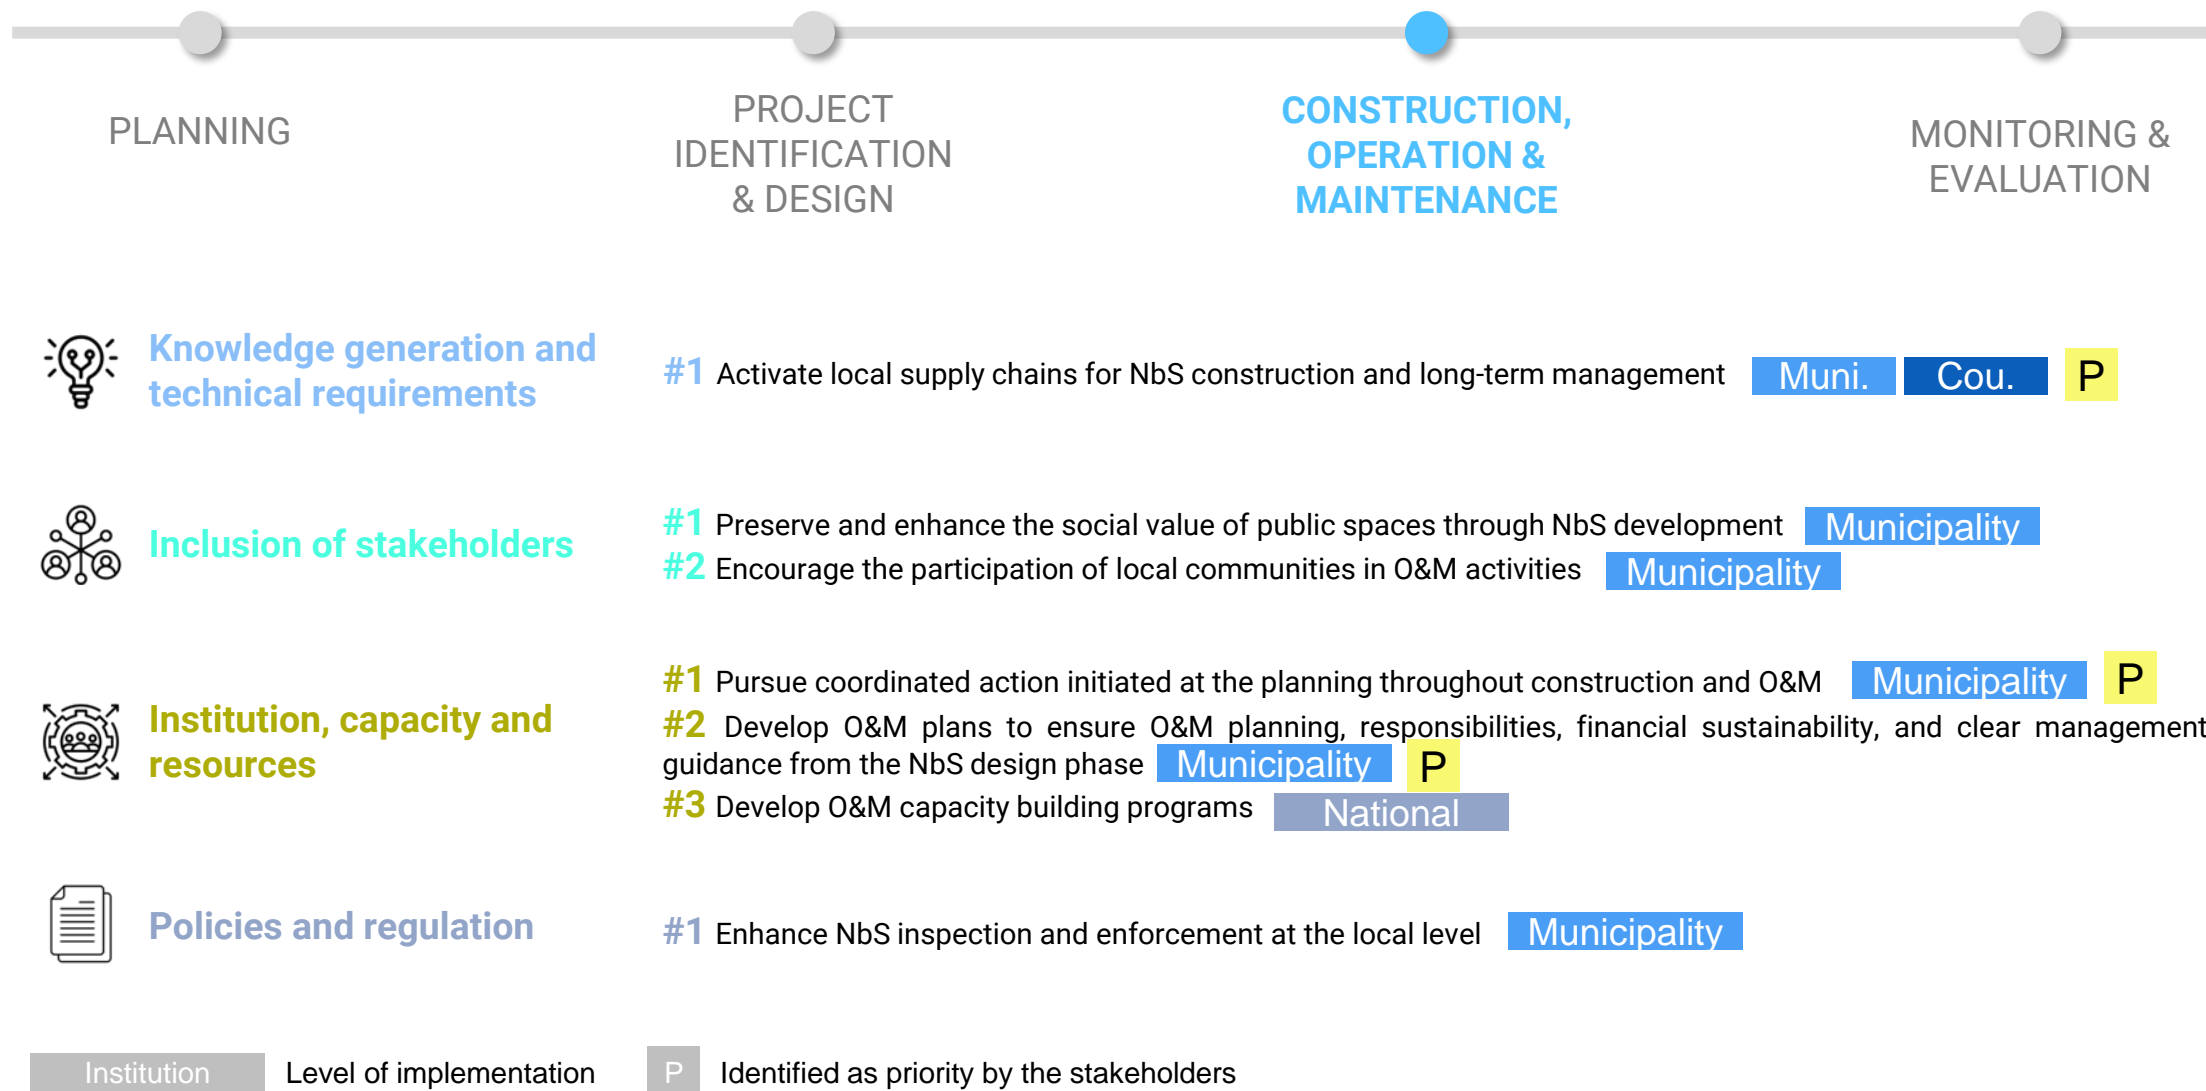 PLANNING
PROJECT
IDENTIFICATION
& DESIGN
CONSTRUCTION,
OPERATION &
MAINTENANCE
MONITORING &
EVALUATION
Knowledge generation and
technical requirements
#1 Activate local supply chains for NbS construction and long-term management Muni. Cou. P
Inclusion of stakeholders
#1 Preserve and enhance the social value of public spaces through NbS development Municipality
#2 Encourage the participation of local communities in O&M activities Municipality
Institution, capacity and
resources
#1 Pursue coordinated action initiated at the planning throughout construction and O&M Municipality P
#2 Develop O&M plans to ensure O&M planning, responsibilities, financial sustainability, and clear management
guidance from the NbS design phase Municipality P
#3 Develop O&M capacity building programs National
Policies and regulation
#1 Enhance NbS inspection and enforcement at the local level Municipality
Institution Level of implementation P Identified as priority by the stakeholders